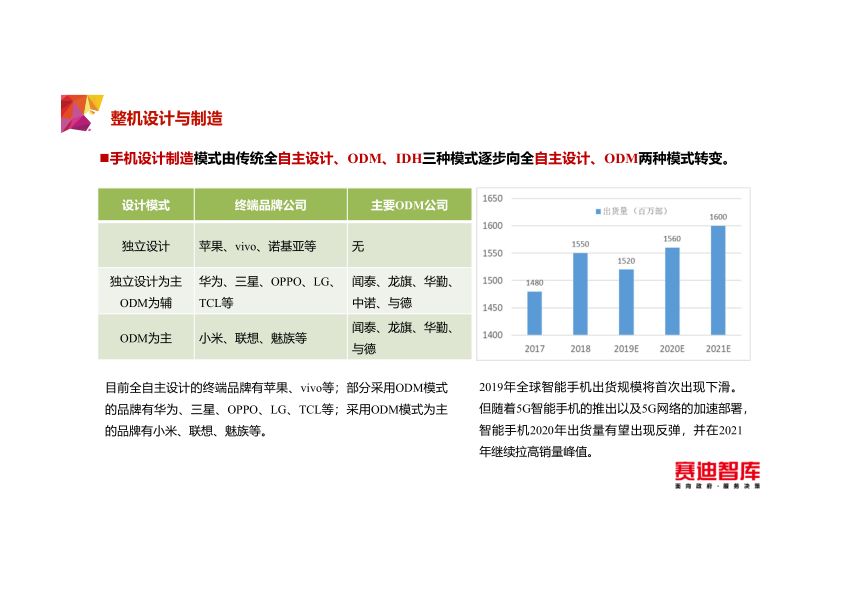 整机设计与制造
■手机设计制造模式由传统全自主设计、ODM、IDH三种模式逐步向全自主设计、ODM两种模式转变。
设计模式 终端品牌公司 主要ODM公司
独立设计 苹果、vivo、诺基亚等 无
独立设计为主 华为、三星、OPPO、LG、 闻泰、龙旗、华勤、
ODM为辅 TCL等 中诺、与德
ODM为主 小米、联想、魅族等 闻泰、龙旗、华勤、
与德
目前全自主设计的终端品牌有苹果、vivo等；部分采用ODM模式
的品牌有华为、三星、OPPO、LG、TCL等；采用ODM模式为主
的品牌有小米、联想、魅族等。
■出货量（百万部）
1650
1600
1550
1500
1450
1400
1480
1550
1520
1560
1600
2017 2018 2019E 2020E 2021E
2019年全球智能手机出货规模将首次出现下滑。
但随着5G智能手机的推出以及5G网络的加速部署，
智能手机2020年出货量有望出现反弹，并在2021
年继续拉高销量峰值。
赛迪智库
面向政府·服务决策